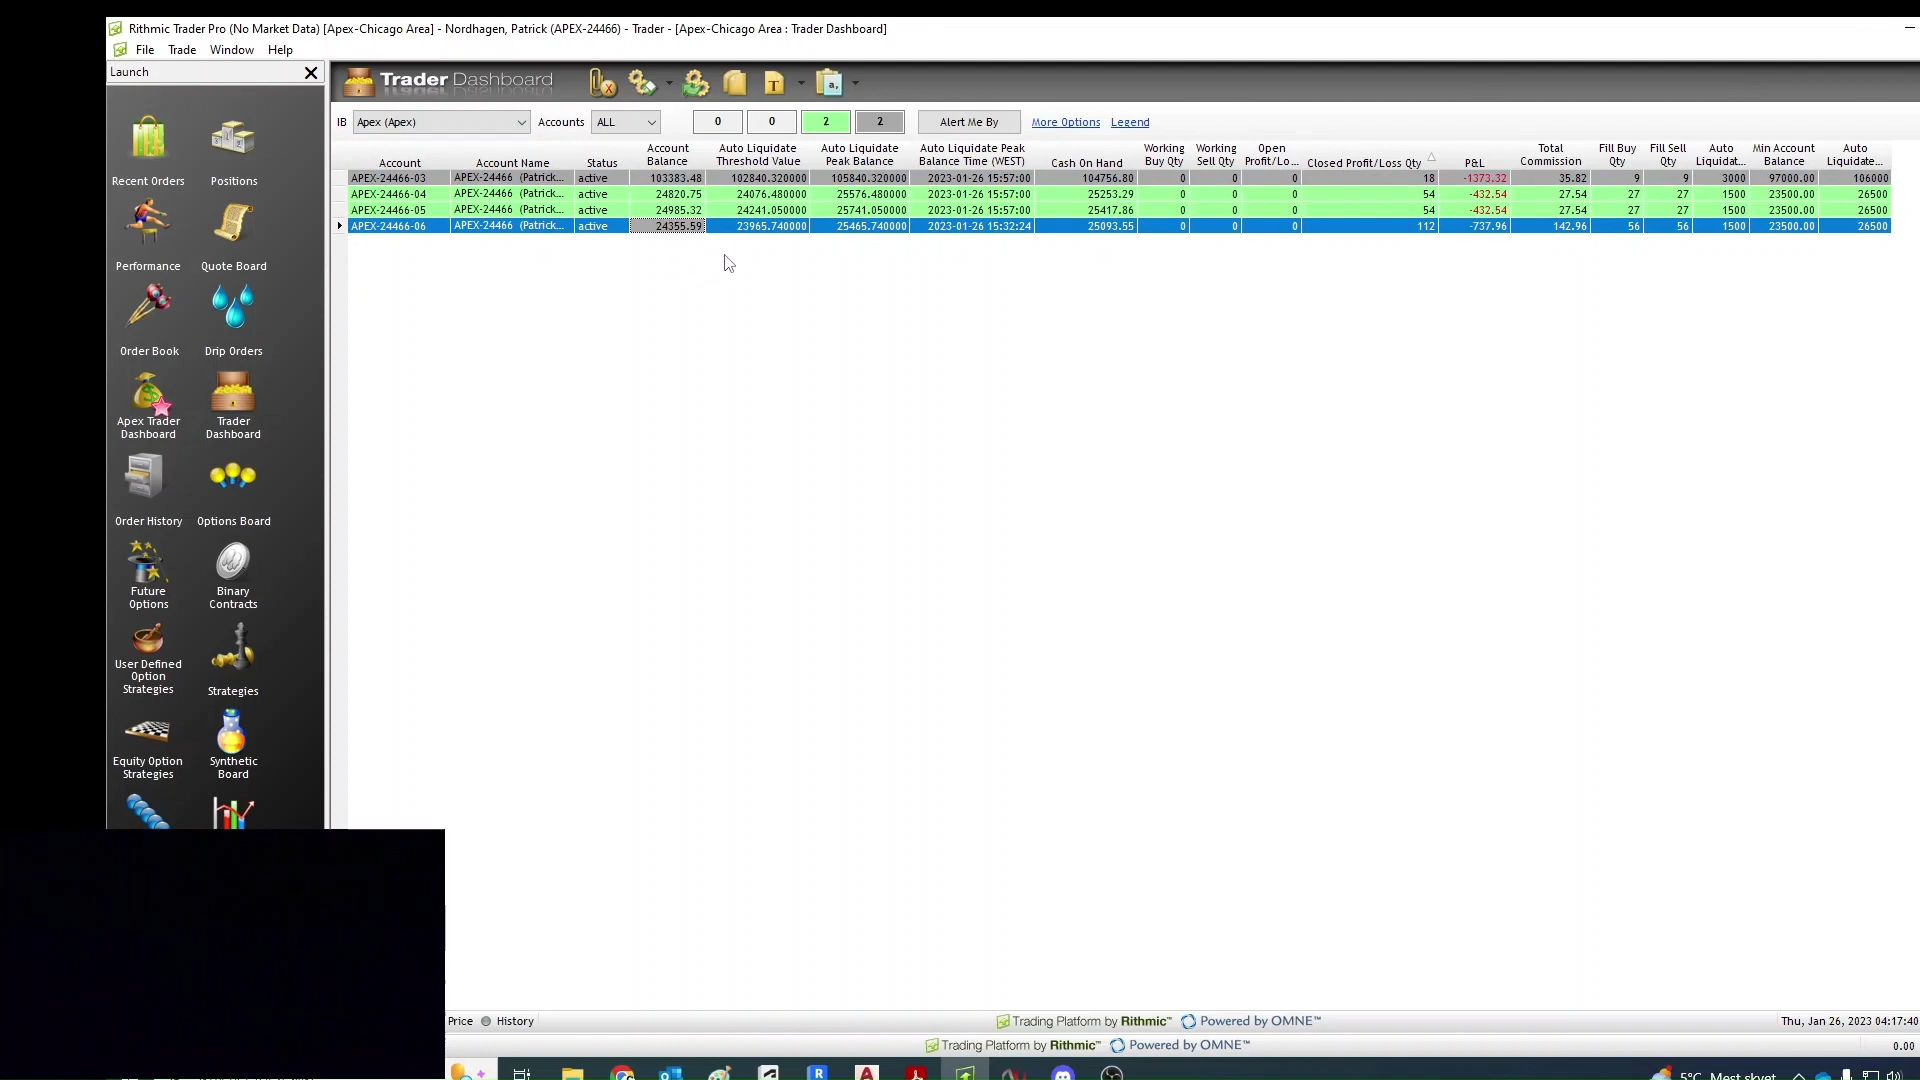 Rithmic Trader Pro (No Market Data) [Apex-Chicago Area] - Nordhagen, Patrick (APEX-24466) - Trader - [Apex-Chicago Area : Trader Dashboard]
File Trade Window Help
Launch
Trader Dashboard
IB Apex (Apex) Accounts ALL 0 0 2 2 Alert Me By More Options Legend
Account Account Name Status Account Balance Auto Liquidate Threshold Value Auto Liquidate Peak Balance Auto Liquidate Peak Balance Time (WEST) Cash On Hand Working Buy Qty Working Sell Qty Open Profit/Lo... Closed Profit/Loss Qty P&L Total Commission Fill Buy Qty Fill Sell Qty Auto Liquidat... Min Account Balance Auto Liquidate...
APEX-24466-03 APEX-24466 (Patrick... active 103383.48 102840.320000 105840.320000 2023-01-26 15:57:00 104756.80 0 0 0 18 -1373.32 35.82 9 9 3000 97000.00 106000
APEX-24466-04 APEX-24466 (Patrick... active 24820.75 24076.480000 25576.480000 2023-01-26 15:57:00 25253.29 0 0 0 54 -432.54 27.54 27 27 1500 23500.00 26500
APEX-24466-05 APEX-24466 (Patrick... active 24985.32 24241.050000 25741.050000 2023-01-26 15:57:00 25417.86 0 0 0 54 -432.54 27.54 27 27 1500 23500.00 26500
APEX-24466-06 APEX-24466 (Patrick... active 24355.59 23965.740000 25465.740000 2023-01-26 15:32:24 25093.55 0 0 0 112 -737.96 142.96 56 56 1500 23500.00 26500
Recent Orders Positions
Performance Quote Board
Order Book Drip Orders
Apex Trader Dashboard Trader Dashboard
Order History Options Board
Future Options Binary Contracts
User Defined Option Strategies Strategies
Equity Option Strategies Synthetic Board
Price History Trading Platform by Rithmic™ Powered by OMNE™ Thu, Jan 26, 2023 04:17:40
Trading Platform by Rithmic™ Powered by OMNE™ 0.00
5°C Mest skyet